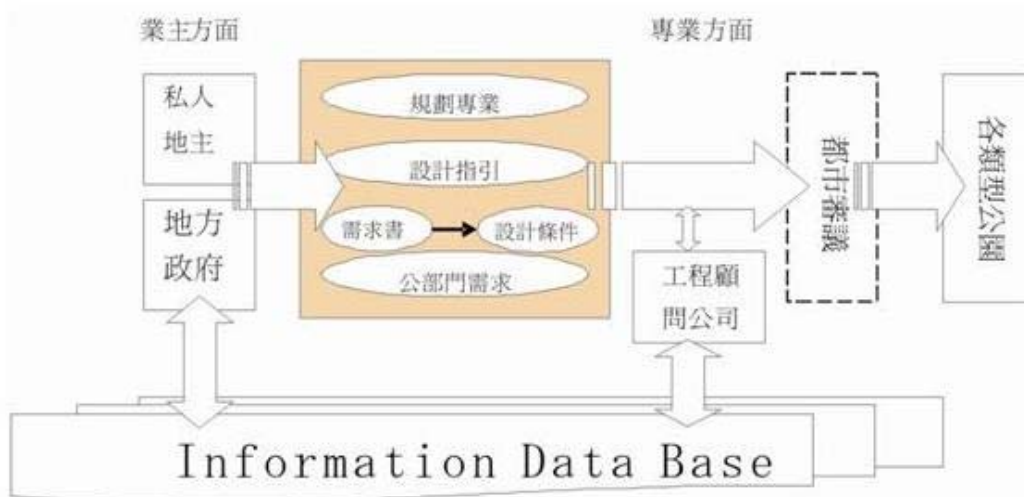 業主方面
專業方面
私人
地主
地方
政府
規劃專業
設計指引
需求書
設計條件
公部門需求
工程顧
問公司
都市審議
各類型公園
Information Data Base